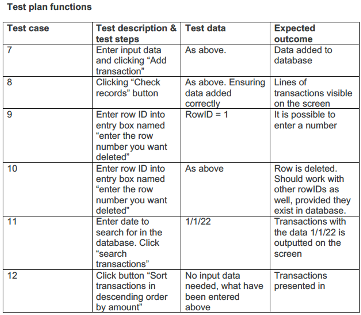 Test plan functions
Test case
Test description &
test steps
Test data
Expected
outcome
7
Enter input data
and clicking "Add
transaction"
As above.
Data added to
database
8
Clicking "Check
records" button
As above. Ensuring
data added
correctly
Lines of
transactions visible
on the screen
9
Enter row ID into
entry box named
"enter the row
number you want
deleted"
RowID = 1
It is possible to
enter a number
10
Enter row ID into
entry box named
"enter the row
number you want
deleted"
As above
Row is deleted.
Should work with
other rowIDs as
well, provided they
exist in database.
11
Enter date to
search for in the
database. Click
"search
transactions"
1/1/22
Transactions with
the data 1/1/22 is
outputted on the
screen
12
Click button "Sort
transactions in
descending order
by amount"
No input data
needed, what have
been entered
above
Transactions
presented in